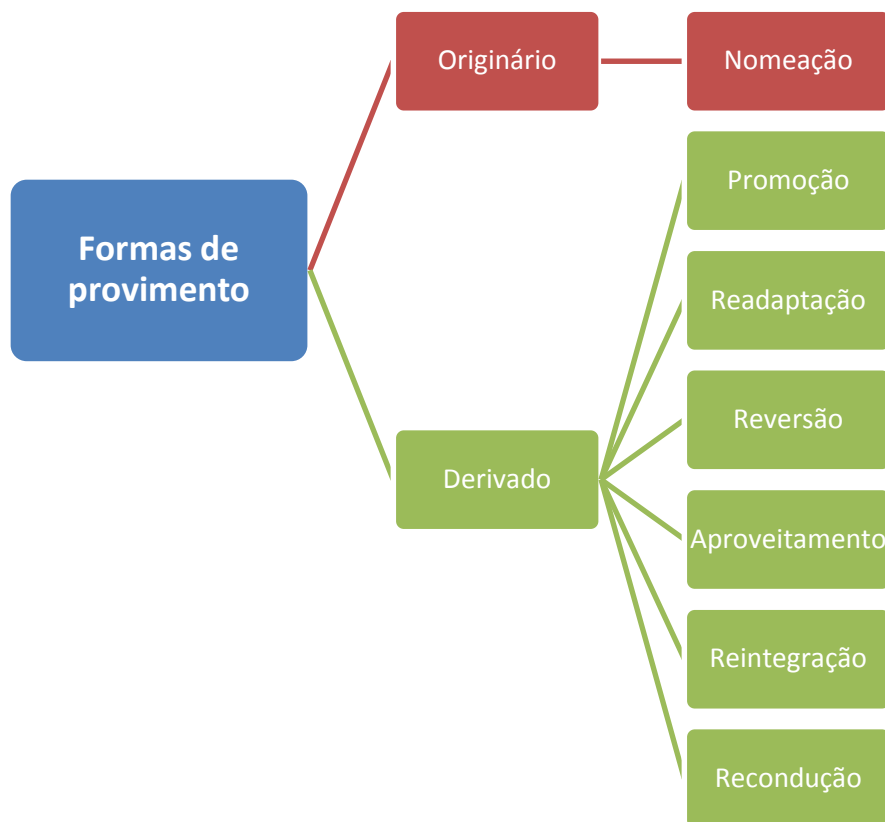 Formas de
provimento
Originário
Nomeação
Derivado
Promoção
Readaptação
Reversão
Aproveitamento
Reintegração
Recondução